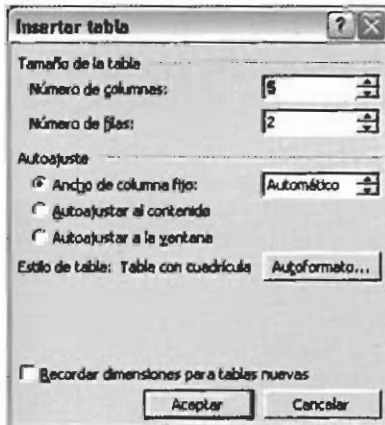 Insertar tabla
Tamaño de la tabla
Número de columnas: 5
Número de filas: 2
Autoajuste
Ancho de columna fijo: Automático
Autoajustar al contenido
Autoajustar a la ventana
Estilo de tabla: Tabla con cuadrícula Autoformato...
Recordar dimensiones para tablas nuevas
Aceptar Cancelar